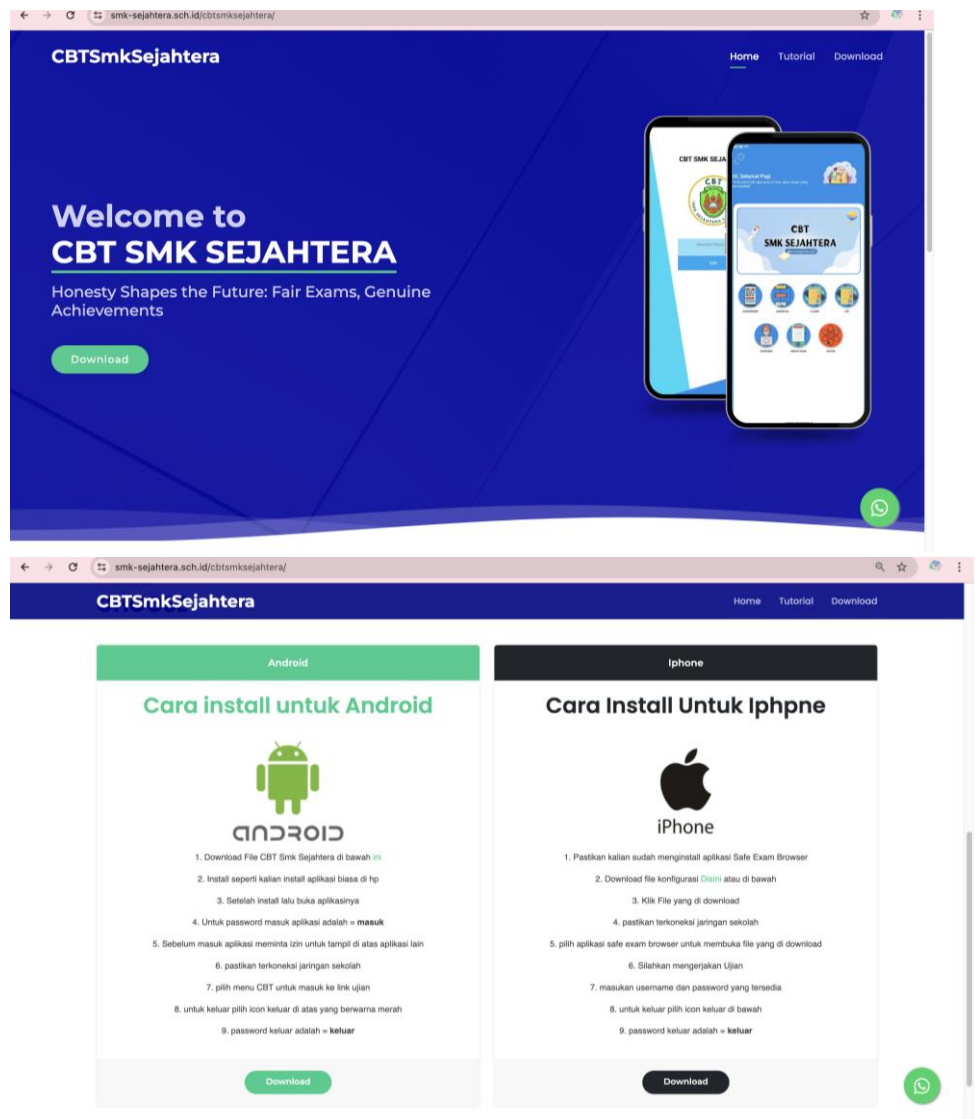 smk-sejahtera.sch.id/cbtsmksejahtera/
CBTSmkSejahtera
Home Tutorial Download
Welcome to
CBT SMK SEJAHTERA
Honesty Shapes the Future: Fair Exams, Genuine
Achievements
Download
CBT SMK SEJA
CBT
Hi, Selamat Pagi
CBT
SMK SEJAHTERA
smk-sejahtera.sch.id/cbtsmksejahtera/
CBTSmkSejahtera
Home Tutorial Download
Android
Cara install untuk Android
android
1. Download File CBT Smk Sejahtera di bawah ini
2. Install seperti kalian install aplikasi biasa di hp
3. Setelah install lalu buka aplikasinya
4. Untuk password masuk aplikasi adalah = masuk
5. Sebelum masuk aplikasi meminta izin untuk tampil di atas aplikasi lain
6. pastikan terkoneksi jaringan sekolah
7. pilih menu CBT untuk masuk ke link ujian
8. untuk keluar pilih icon keluar di atas yang berwarna merah
9. password keluar adalah = keluar
Download
Iphone
Cara Install Untuk Iphpne
iPhone
1. Pastikan kalian sudah menginstall aplikasi Safe Exam Browser
2. Download file konfigurasi Disini atau di bawah
3. Klik File yang di download
4. pastikan terkoneksi jaringan sekolah
5. pilih aplikasi safe exam browser untuk membuka file yang di download
6. Silahkan mengerjakan Ujian
7. masukan username dan password yang tersedia
8. untuk keluar pilih icon keluar di bawah
9. password keluar adalah = keluar
Download